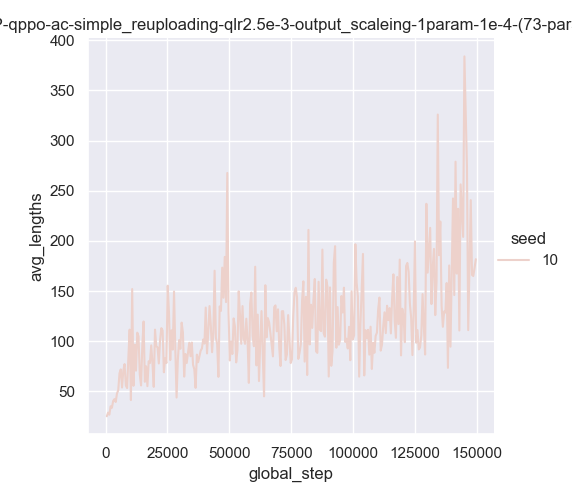 P-qppo-ac-simple_reuploading-qlr2.5e-3-output_scaleing-1param-1e-4-(73-par
400
350
300
250
200
150
100
50
avg_lengths
0 25000 50000 75000 100000 125000 150000
global_step
seed
10